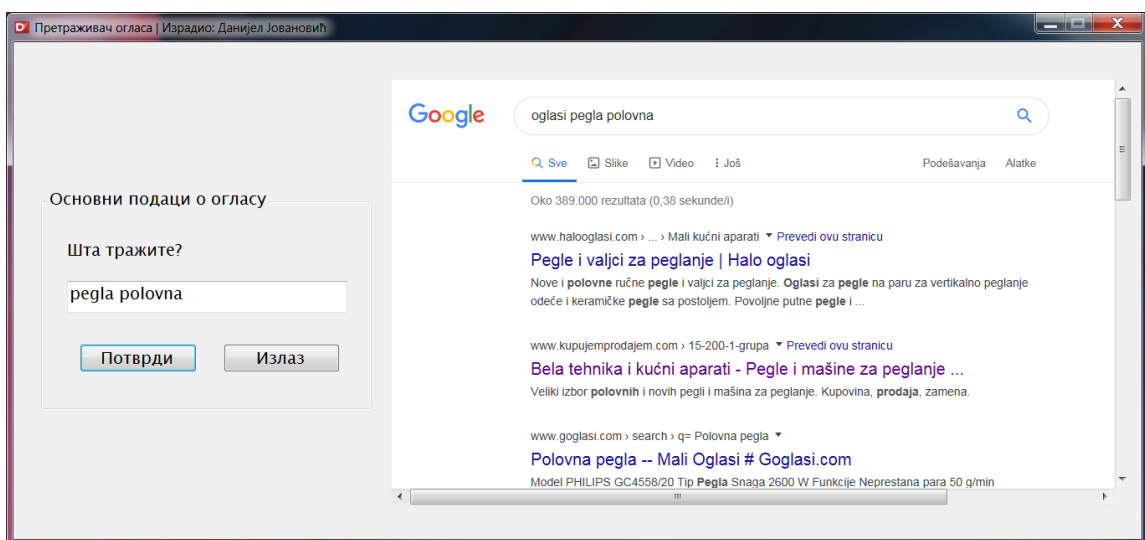 Претраживач огласа | Израдио: Данијел Јовановић
Основни подаци о огласу
Шта тражите?
pegla polovna
Потврди Излаз
Google oglasi pegla polovna
Sve Slike Video Još Podešavanja Alatke
Oko 389.000 rezultata (0,38 sekunde/i)
www.halooglasi.com › ... › Mali kućni aparati Prevedi ovu stranicu
Pegle i valjci za peglanje | Halo oglasi
Nove i polovne ručne pegle i valjci za peglanje. Oglasi za pegle na paru za vertikalno peglanje
odeće i keramičke pegle sa postoljem. Povoljne putne pegle i ...
www.kupujemprodajem.com › 15-200-1-grupa Prevedi ovu stranicu
Bela tehnika i kućni aparati - Pegle i mašine za peglanje ...
Veliki izbor polovnih i novih pegli i mašina za peglanje. Kupovina, prodaja, zamena.
www.goglasi.com › search › q= Polovna pegla
Polovna pegla -- Mali Oglasi # Goglasi.com
Model PHILIPS GC4558/20 Tip Pegla Snaga 2600 W Funkcije Neprestana para 50 g/min